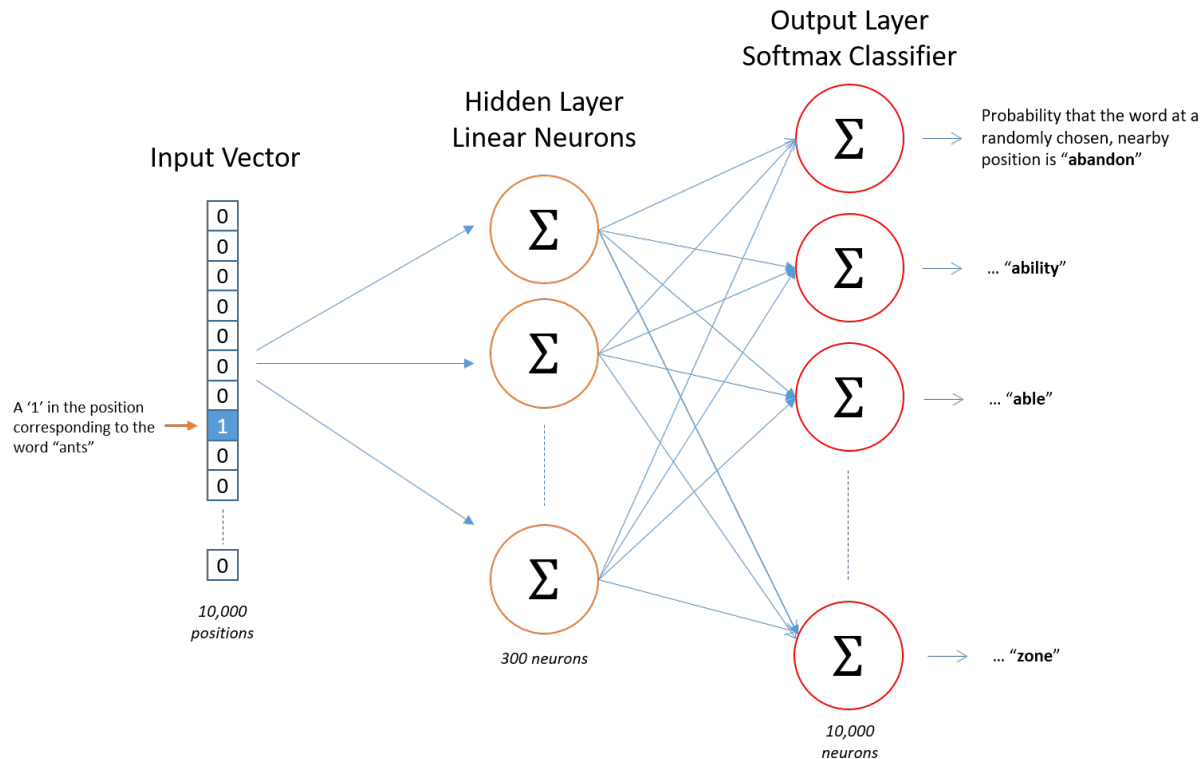 Output Layer
Softmax Classifier
Hidden Layer
Linear Neurons
Input Vector
0
0
0
0
0
0
0
1
0
0
0
A ‘1’ in the position
corresponding to the
word “ants”
10,000
positions
Σ
Σ
Σ
300 neurons
Σ
Σ
Σ
Σ
10,000
neurons
Probability that the word at a
randomly chosen, nearby
position is “abandon”
... “ability”
... “able”
... “zone”